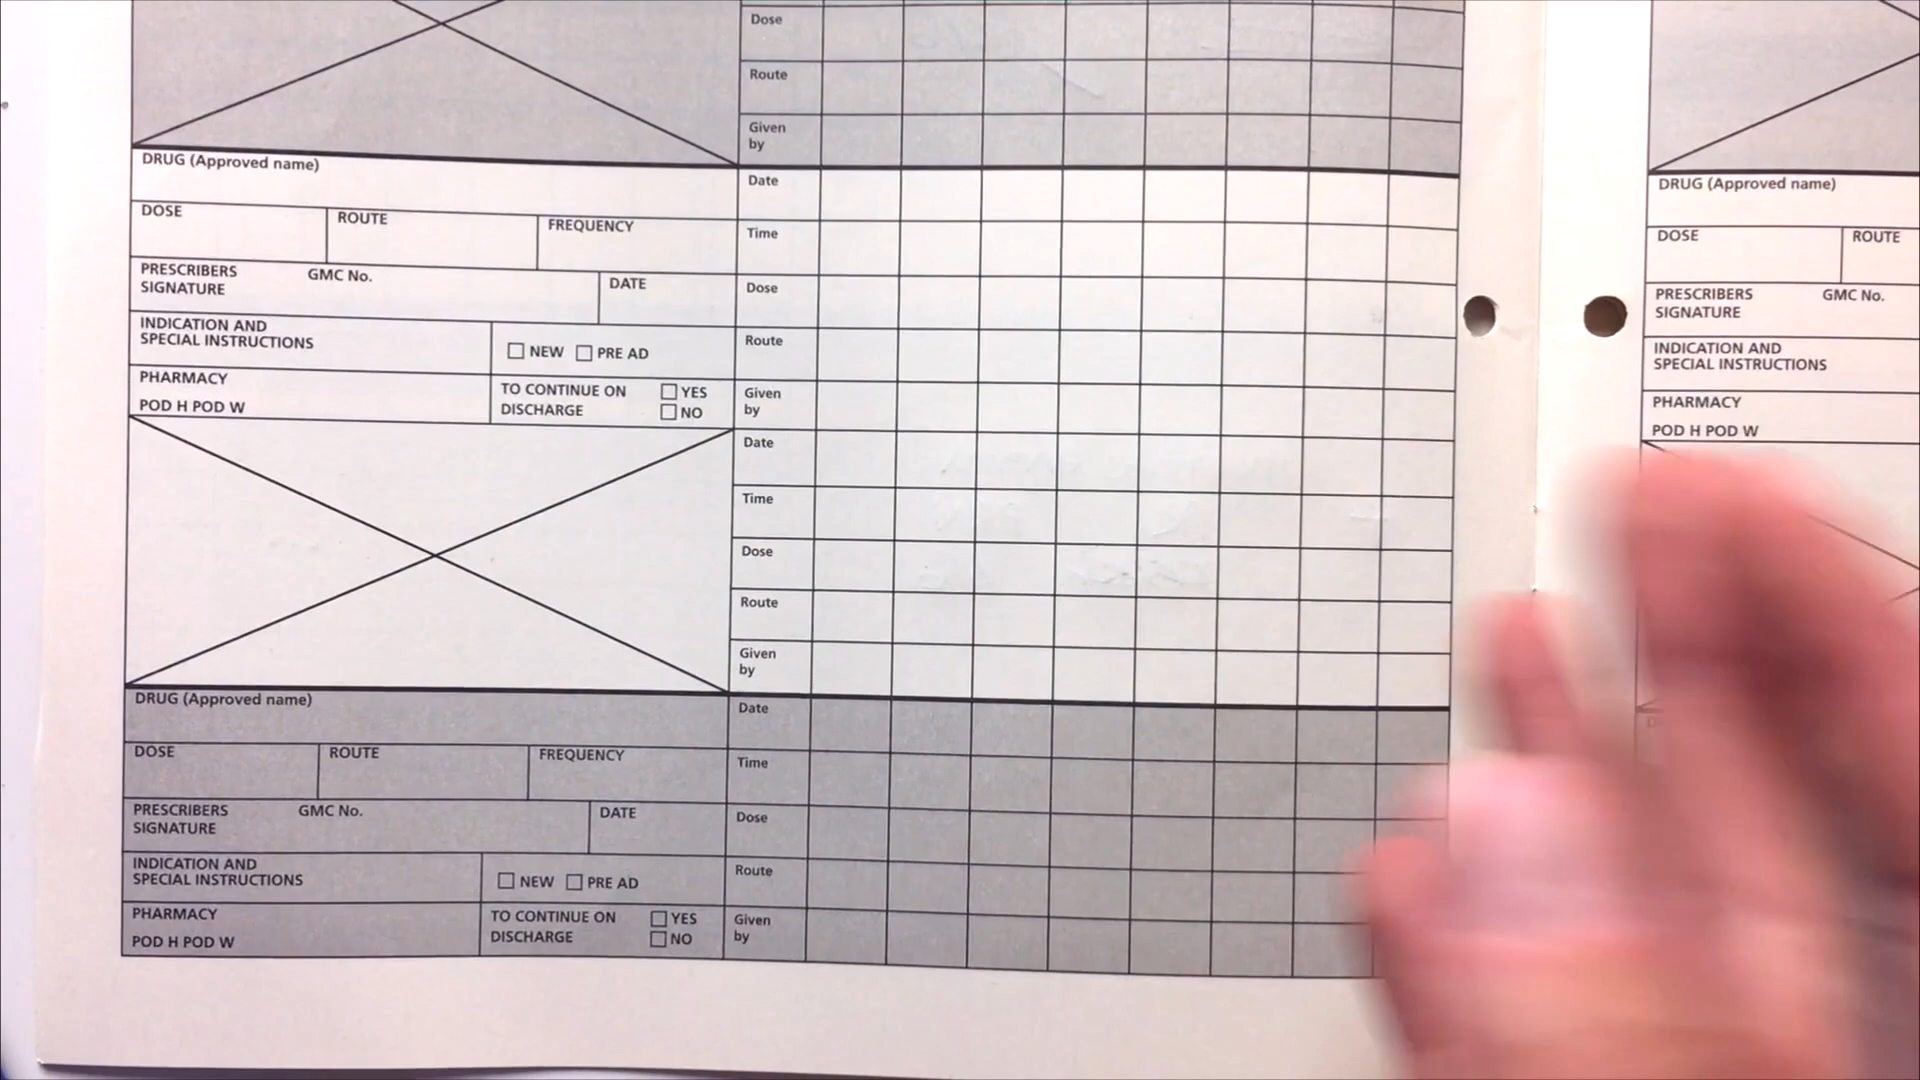 Dose
Route
Given
by
DRUG (Approved name)
DOSE
ROUTE
FREQUENCY
PRESCRIBERS
SIGNATURE
GMC No.
DATE
INDICATION AND
SPECIAL INSTRUCTIONS
NEW PRE AD
PHARMACY
POD H POD W
TO CONTINUE ON
DISCHARGE
YES
NO
Date
Time
Dose
Route
Given
by
Date
Time
Dose
Route
Given
by
DRUG (Approved name)
DOSE
ROUTE
FREQUENCY
PRESCRIBERS
SIGNATURE
GMC No.
DATE
INDICATION AND
SPECIAL INSTRUCTIONS
NEW PRE AD
PHARMACY
POD H POD W
TO CONTINUE ON
DISCHARGE
YES
NO
Date
Time
Dose
Route
Given
by
DRUG (Approved name)
DOSE
ROUTE
PRESCRIBERS
SIGNATURE
GMC No.
INDICATION AND
SPECIAL INSTRUCTIONS
PHARMACY
POD H POD W